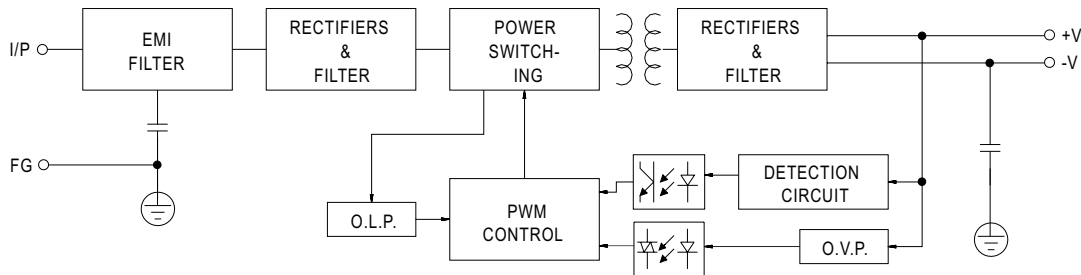 I/P
EMI
FILTER
RECTIFIERS
&
FILTER
POWER
SWITCH-
ING
RECTIFIERS
&
FILTER
+V
-V
FG
O.L.P.
PWM
CONTROL
DETECTION
CIRCUIT
O.V.P.